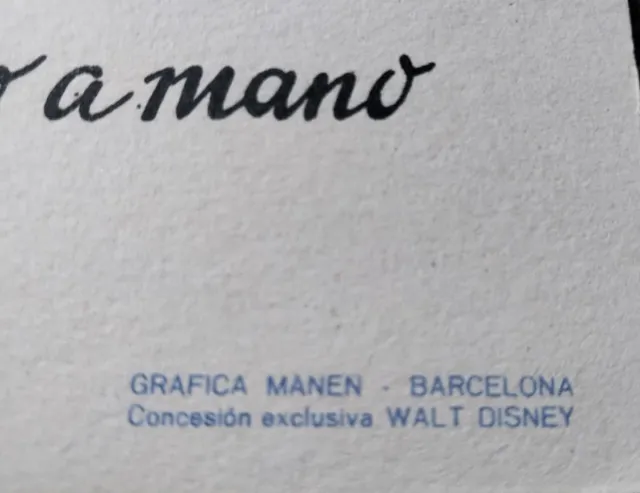 a mano
GRAFICA MANEN - BARCELONA
Concesión exclusiva WALT DISNEY